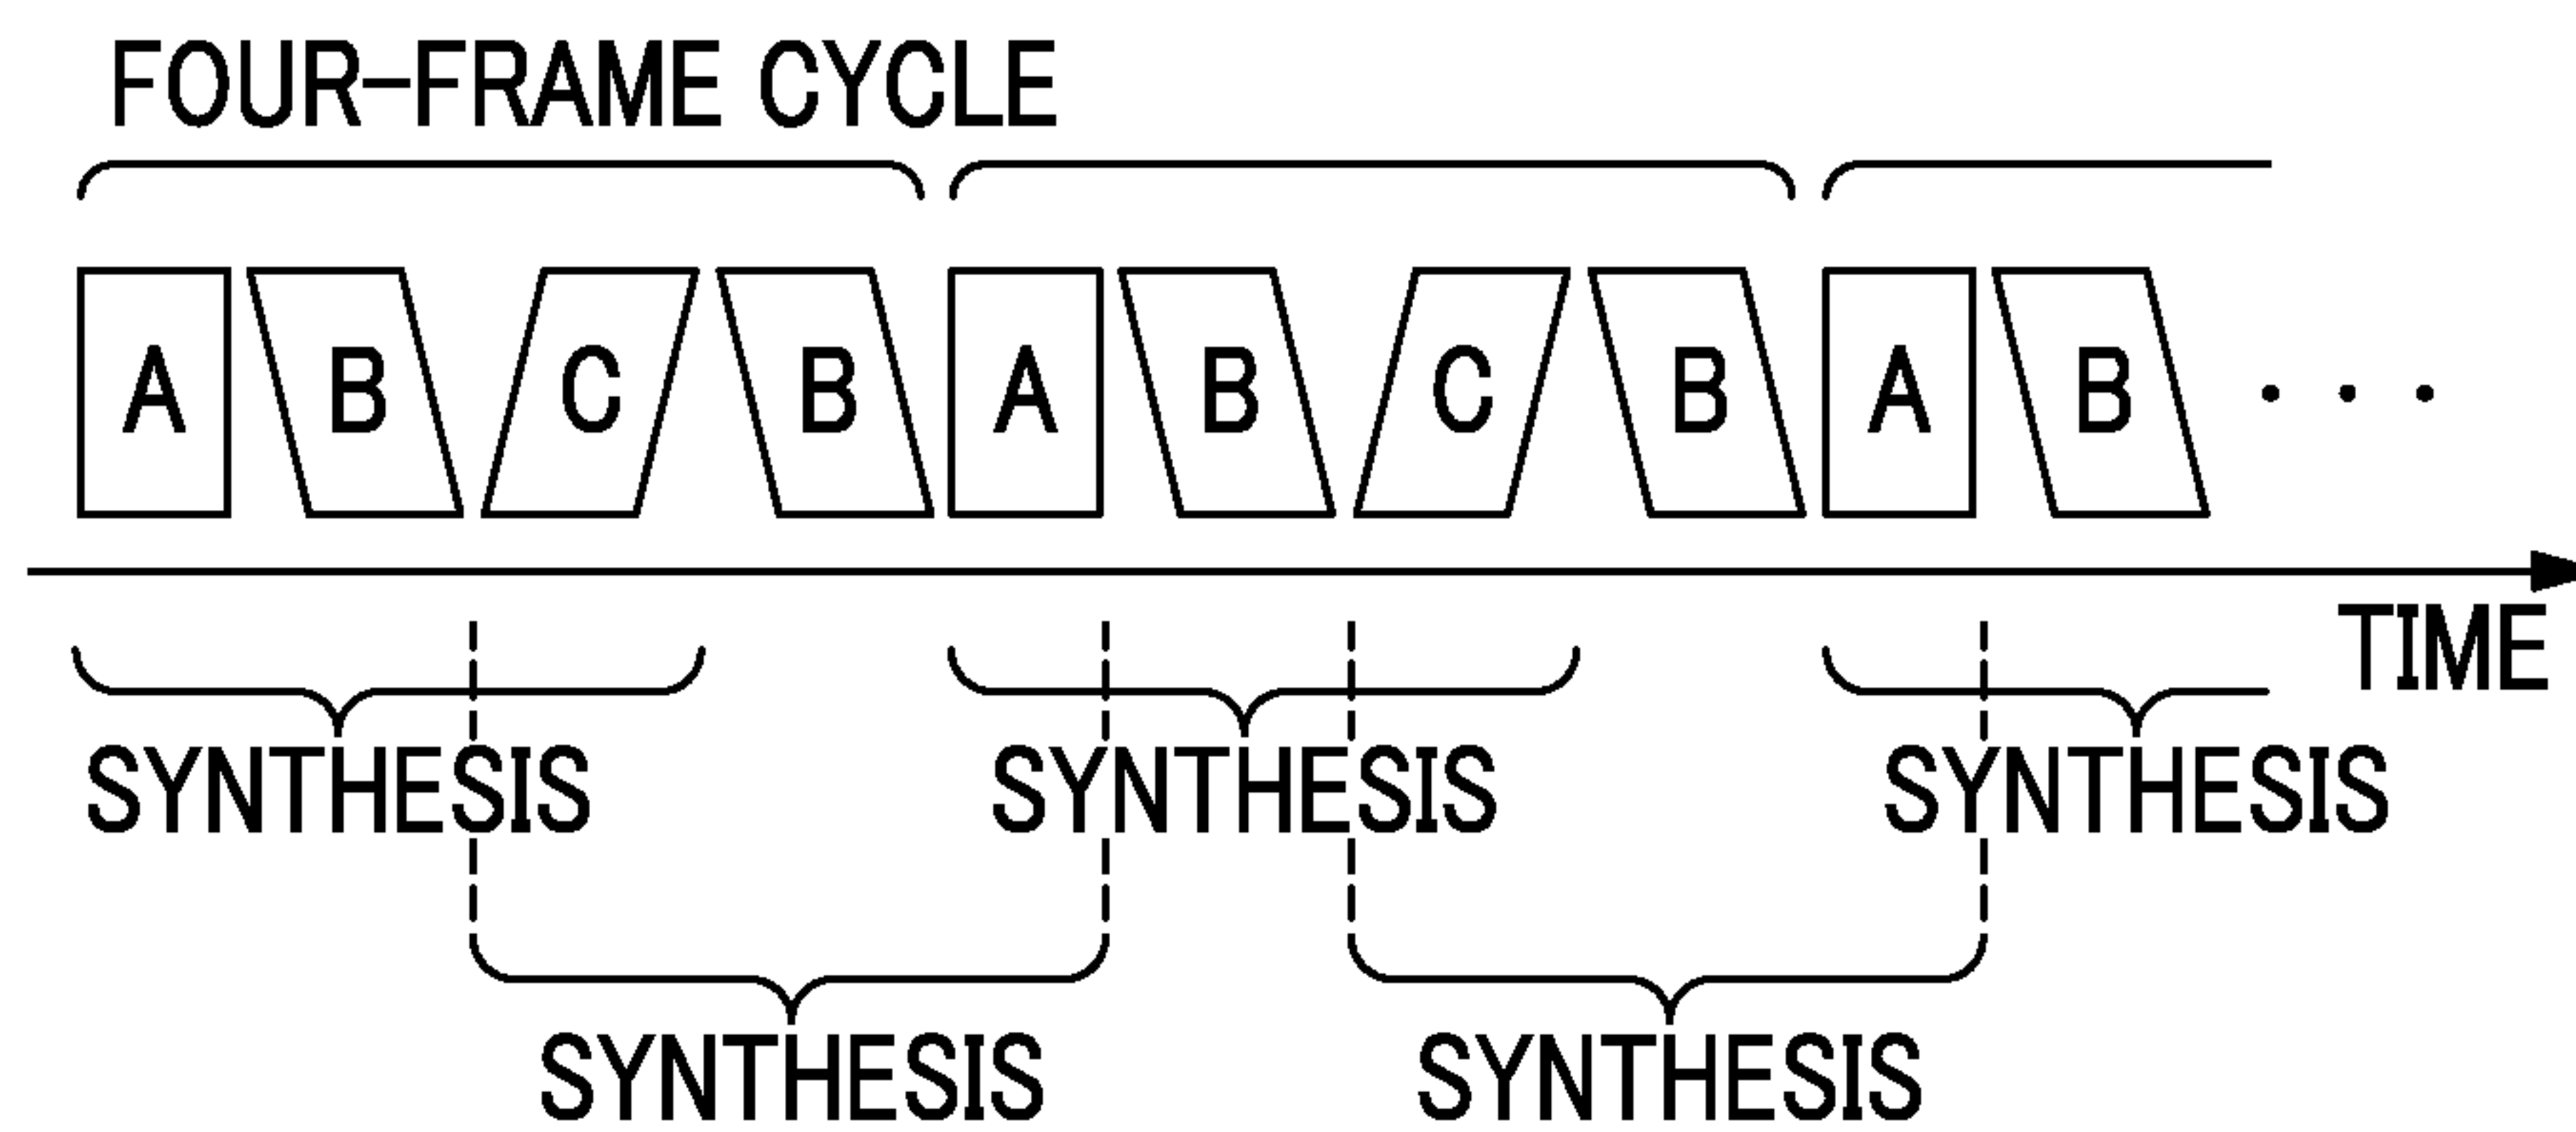 FOUR-FRAME CYCLE
A B C B A B C B A B . . .
TIME
SYNTHESIS SYNTHESIS SYNTHESIS
SYNTHESIS SYNTHESIS